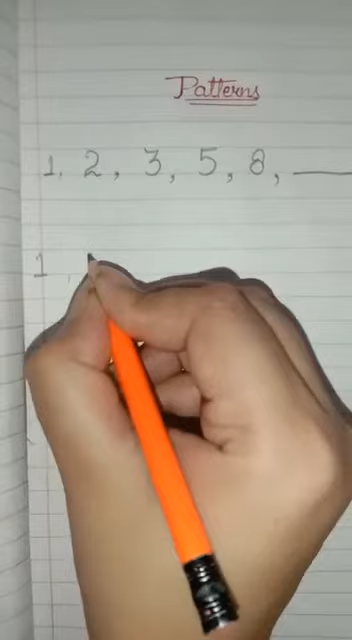 Patterns
1, 2, 3, 5, 8, ___
1